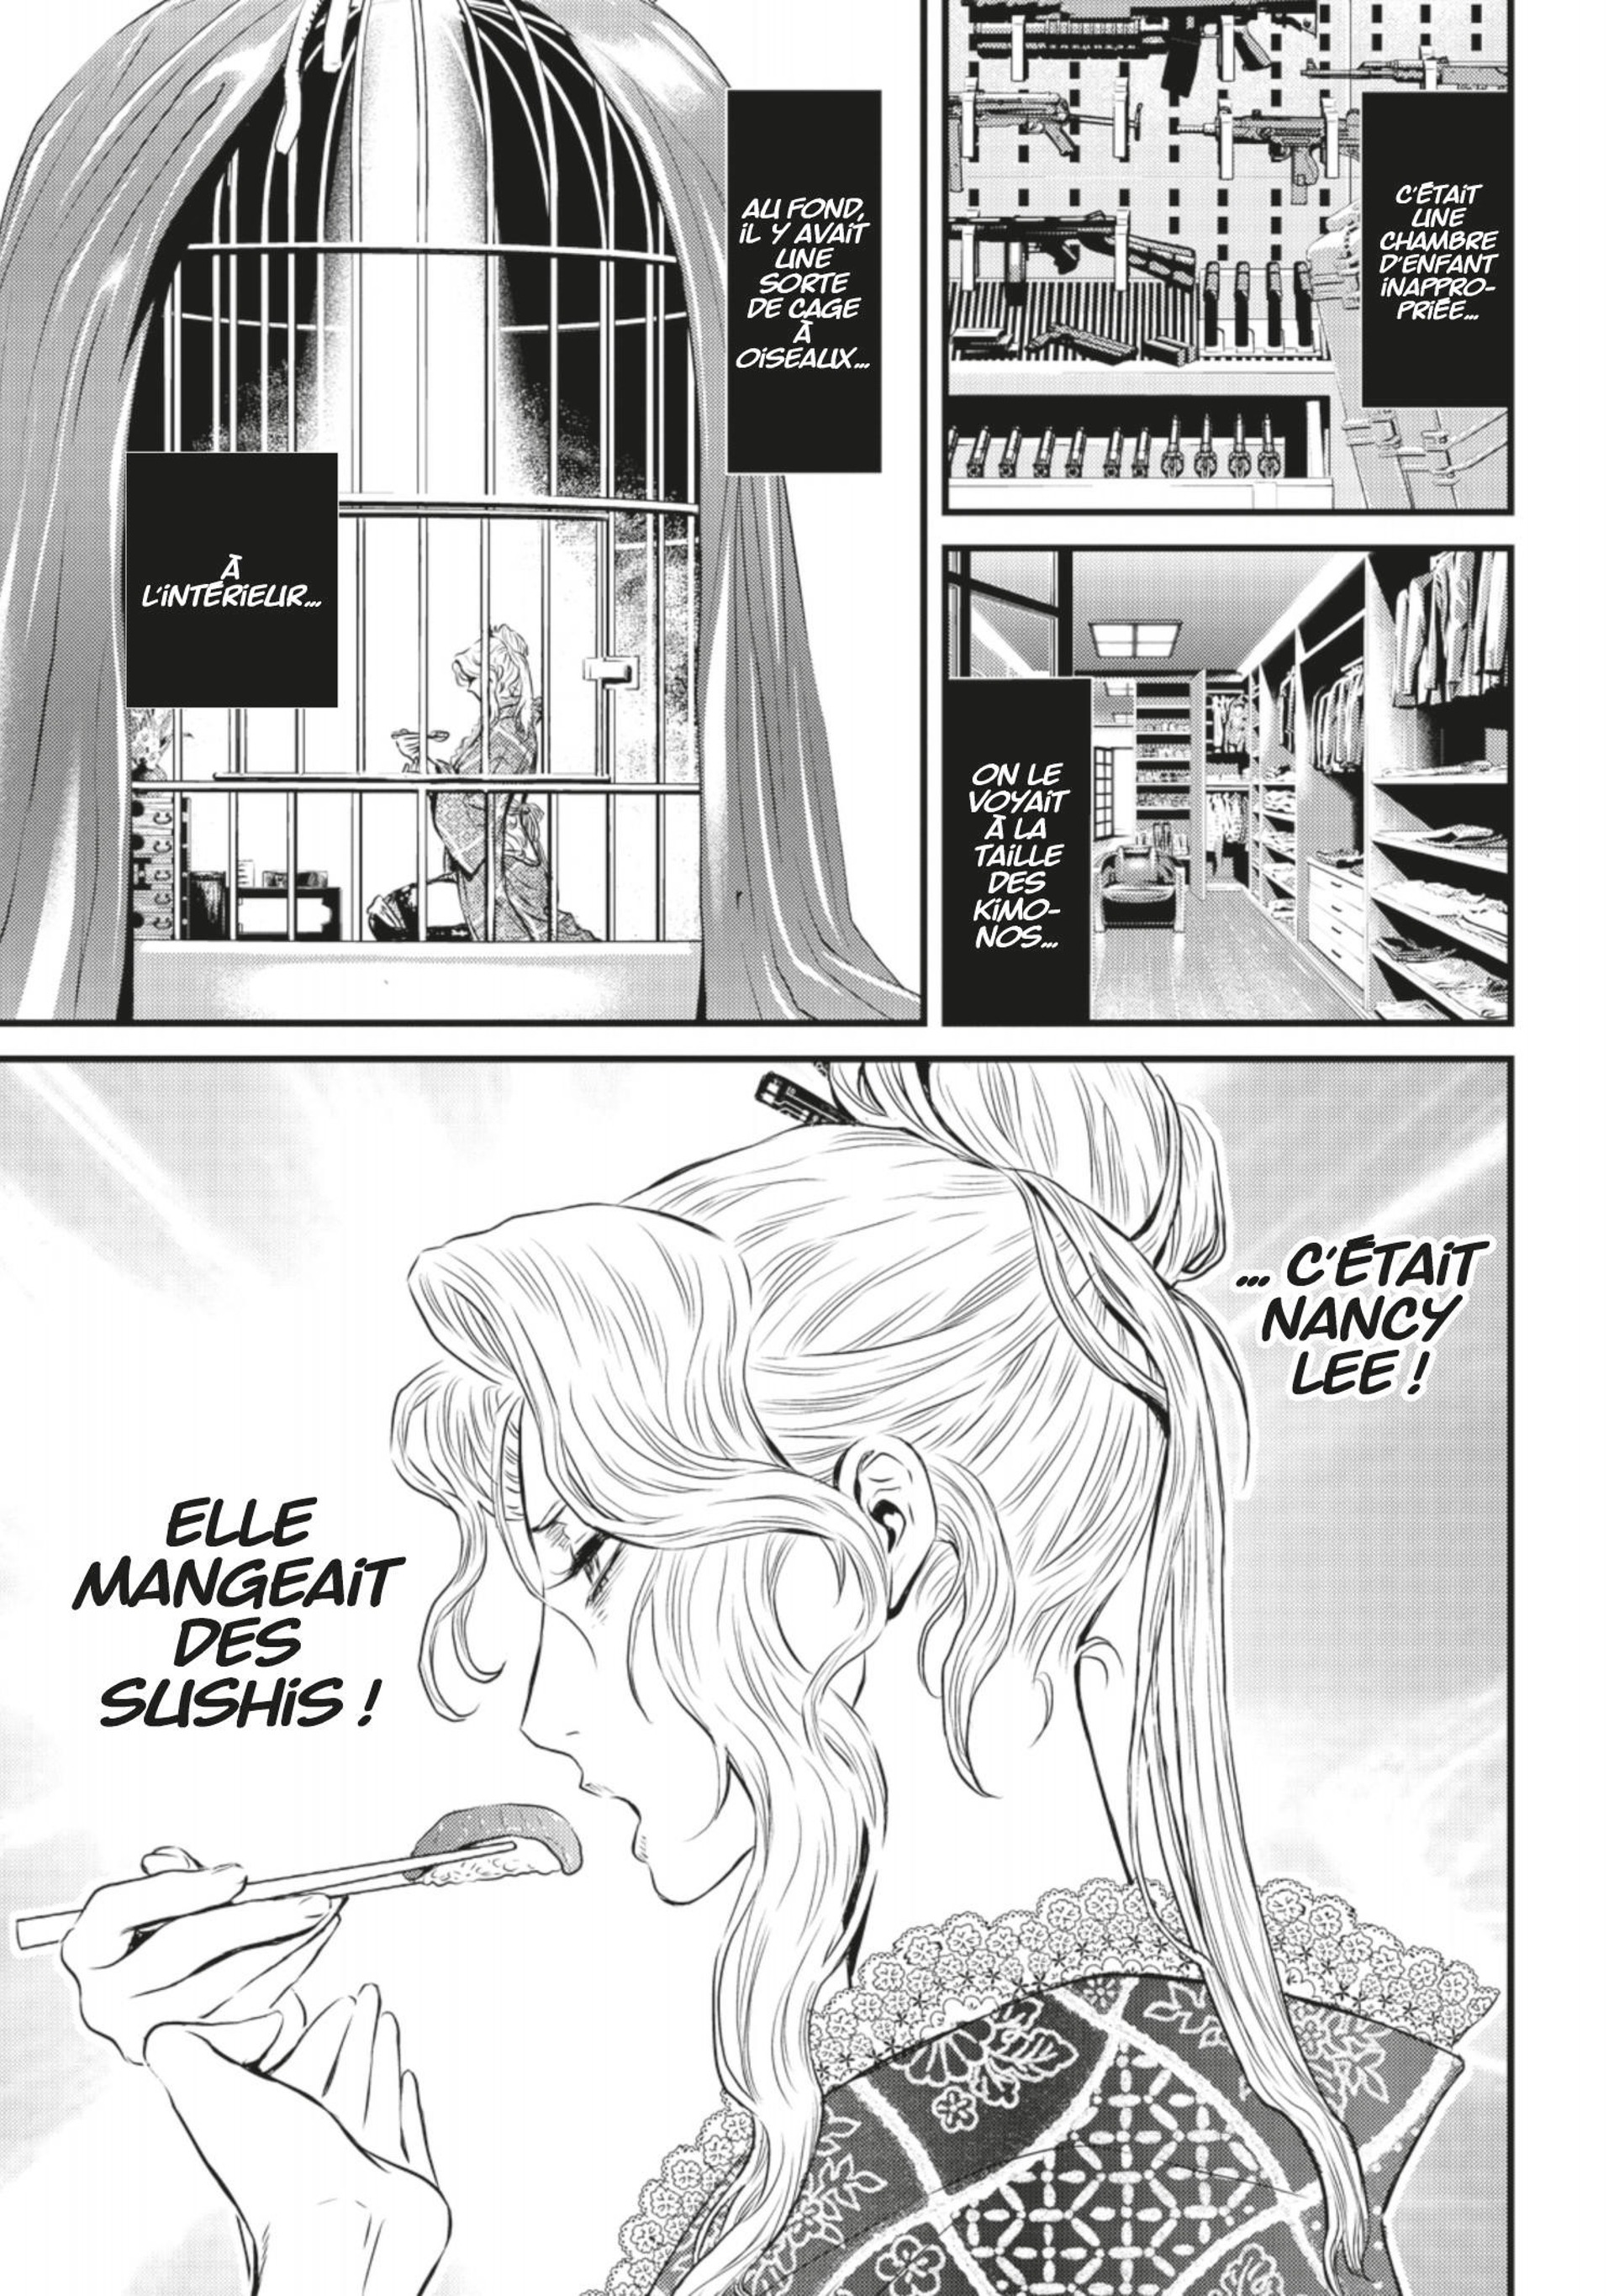 C'ÉTAIT
UNE
CHAMBRE
D'ENFANT
INAPPRO-
PRIÉE...
ON LE
VOYAIT
À LA
TAILLE
DES
KIMO-
NOS...
AU FOND,
IL Y AVAIT
UNE
SORTE
DE CAGE
À
OISEAUX...
À
L'INTÉRIEUR...
... C'ÉTAIT
NANCY
LEE !
ELLE
MANGEAIT
DES
SUSHIS !